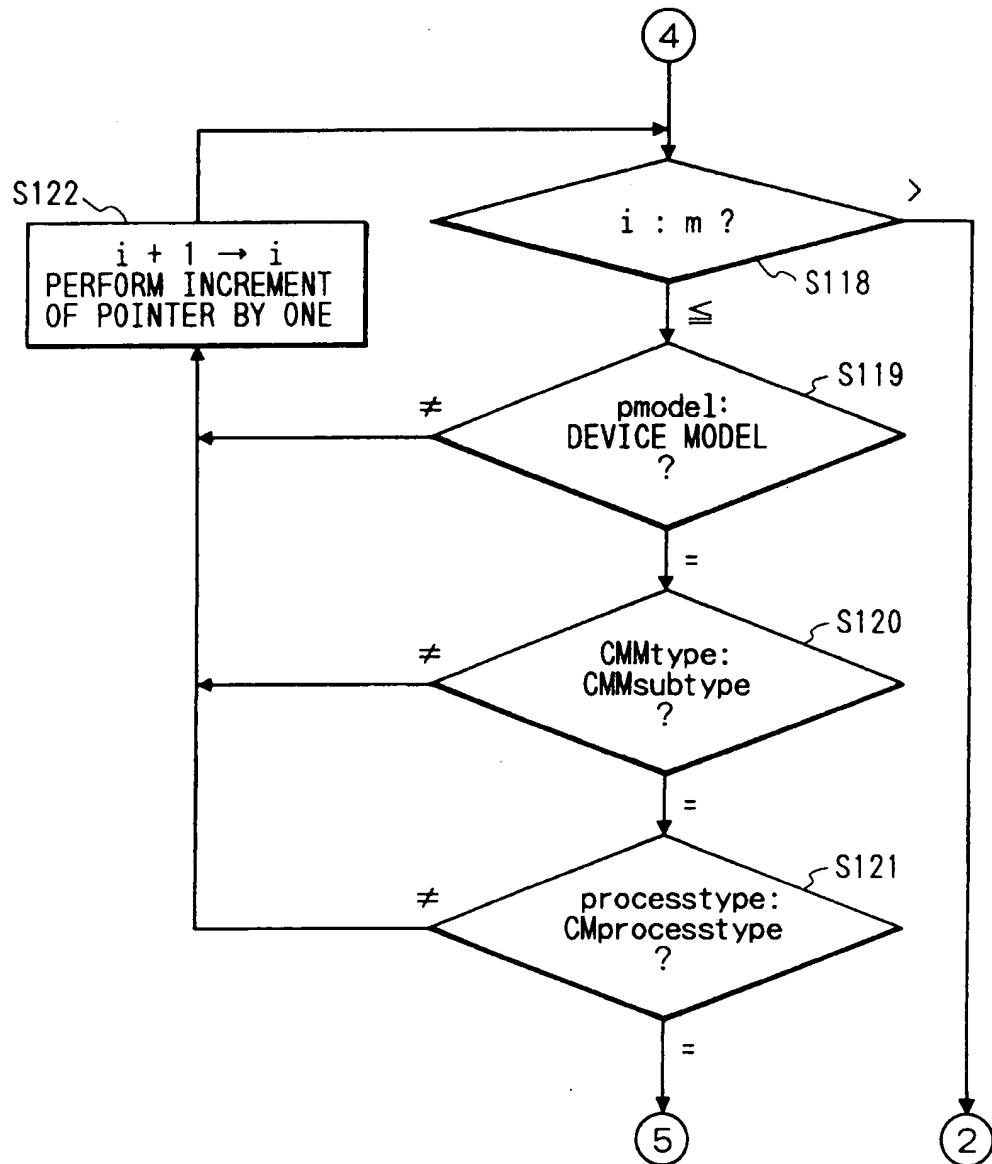 4
S122
i + 1 → i
PERFORM INCREMENT
OF POINTER BY ONE
i : m ?
>
S118
≦
S119
≠
pmodel:
DEVICE MODEL
?
=
S120
≠
CMMtype:
CMMsubtype
?
=
S121
≠
processtype:
CMprocesstype
?
=
5
2